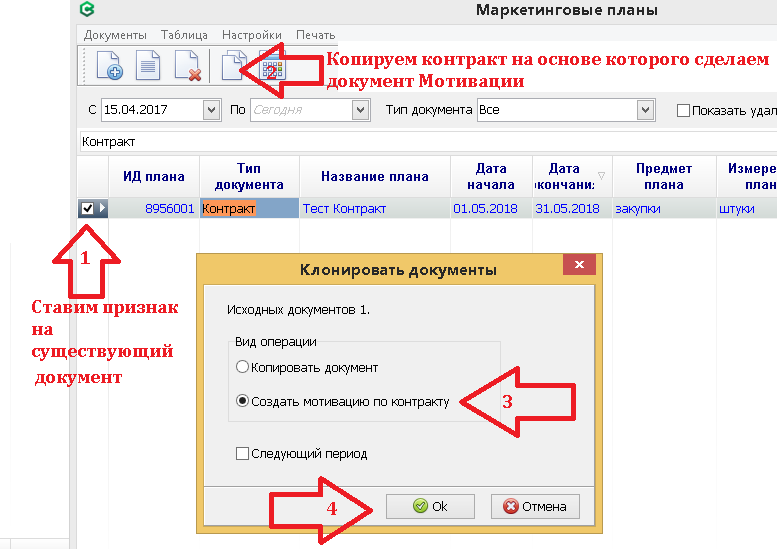 Маркетинговые планы
Документы Таблица Настройки Печать
2
Копируем контракт на основе которого сделаем
документ Мотивации
С 15.04.2017 По Сегодня Тип документа Все Показать удал
Контракт
ИД плана Тип документа Название плана Дата начала Дата окончани: Предмет плана Измере план
8956001 Контракт Тест Контракт 01.05.2018 31.05.2018 закупки штуки
1
Ставим признак
на
существующий
документ
Клонировать документы
Исходных документов 1.
Вид операции
Копировать документ
Создать мотивацию по контракту
3
Следующий период
4
Ok Отмена